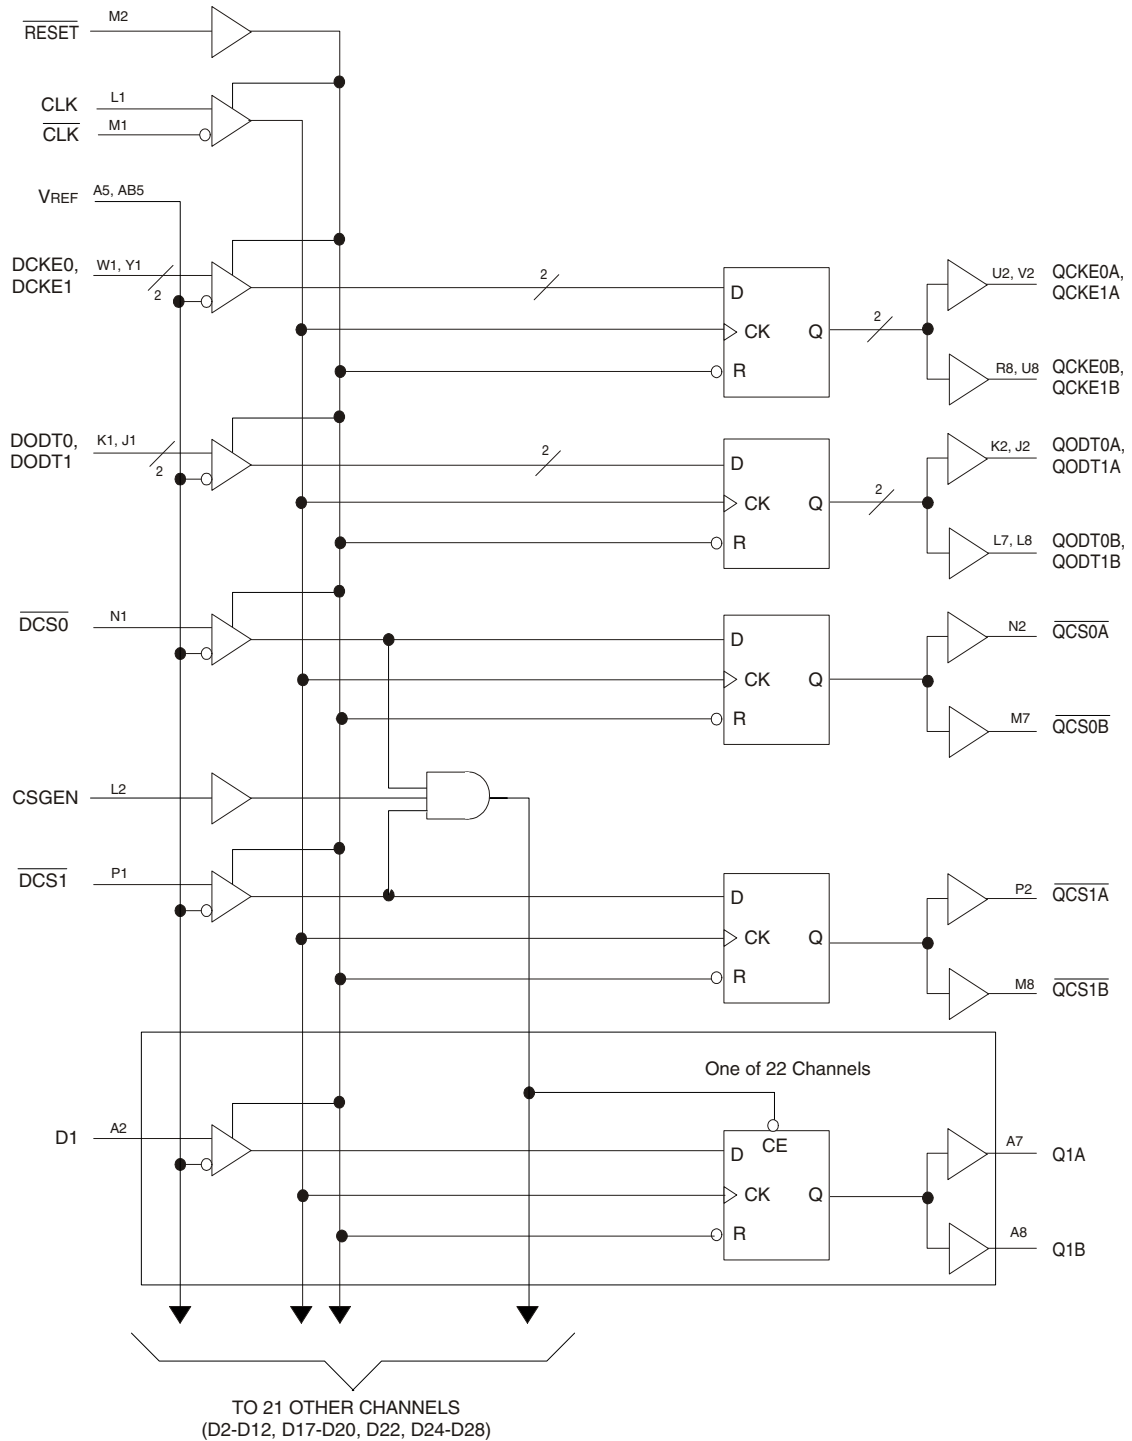 RESET M2
CLK L1
CLK M1
VREF A5, AB5
DCKE0, W1, Y1
DCKE1 2
2
D
CK Q
R
2
U2, V2 QCKE0A,
QCKE1A
R8, U8 QCKE0B,
QCKE1B
DODT0, K1, J1
DODT1 2
2
D
CK Q
R
2
K2, J2 QODT0A,
QODT1A
L7, L8 QODT0B,
QODT1B
DCS0 N1
D
CK Q
R
N2 QCS0A
M7 QCS0B
CSGEN L2
DCS1 P1
D
CK Q
R
P2 QCS1A
M8 QCS1B
One of 22 Channels
D1 A2
CE
D
CK Q
R
A7 Q1A
A8 Q1B
TO 21 OTHER CHANNELS
(D2-D12, D17-D20, D22, D24-D28)